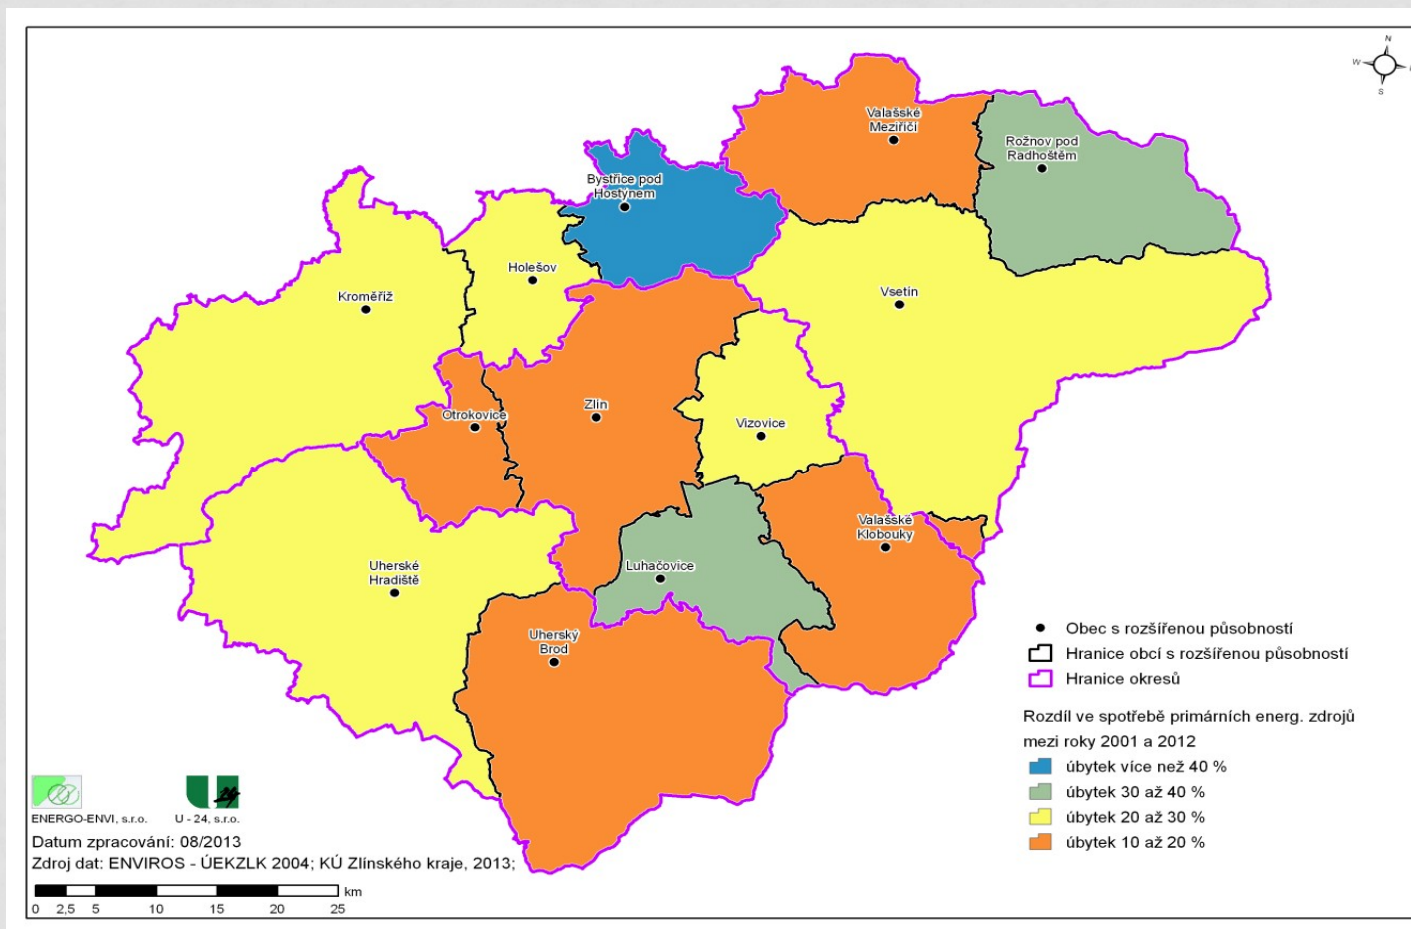 N
W
S
Valašské
Meziříčí
Rožnov pod
Radhoštěm
Bystřice pod
Hostýnem
Holešov
Kroměříž
Vsetín
Otrokovice
Zlín
Vizovice
Valašské
Klobouky
Uherské
Hradiště
Luhačovice
Uherský
Brod
Obec s rozšířenou působností
Hranice obcí s rozšířenou působností
Hranice okresů
Rozdíl ve spotřebě primárních energ. zdrojů
mezi roky 2001 a 2012
úbytek více než 40 %
úbytek 30 až 40 %
úbytek 20 až 30 %
úbytek 10 až 20 %
ENERGO-ENVI, s.r.o. U - 24, s.r.o.
Datum zpracování: 08/2013
Zdroj dat: ENVIROS - ÚEKZLK 2004; KÚ Zlínského kraje, 2013;
km
0 2,5 5 10 15 20 25